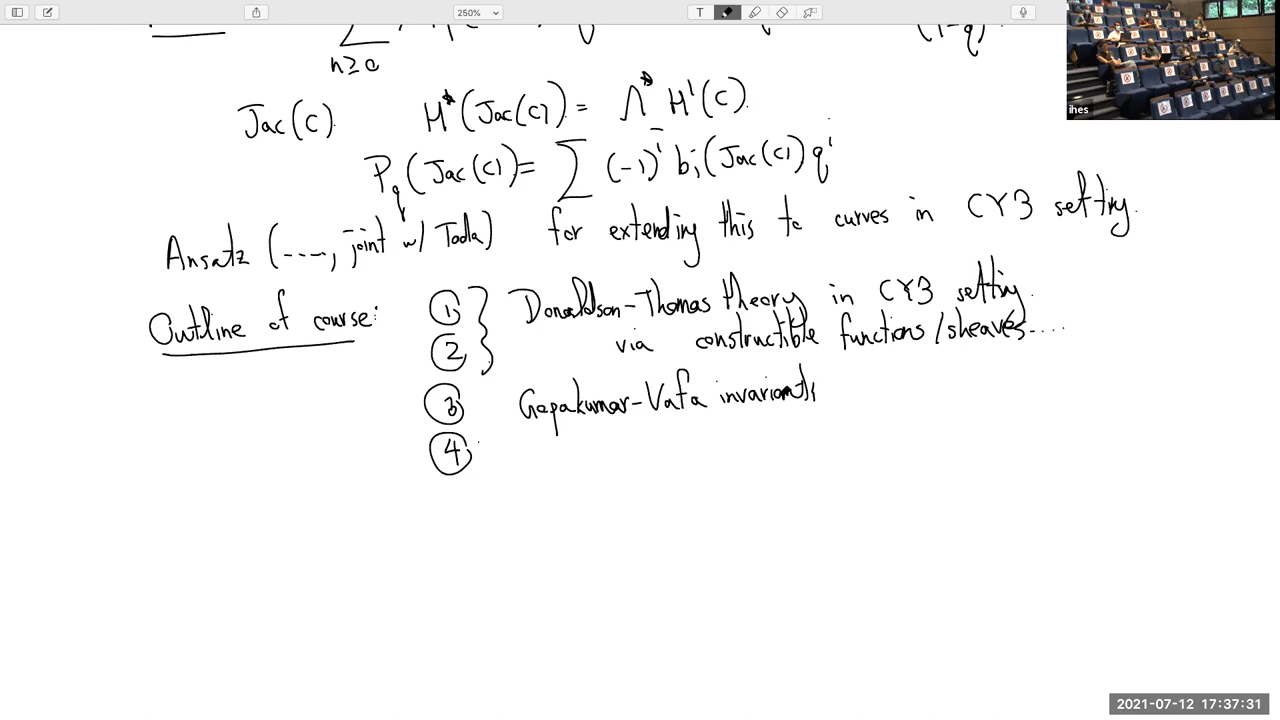 250%
T
n≥0
(1-q)
Jac(C) H*(Jac(C)) = Λ* H¹(C)
P_q(Jac(C)) = ∑ (-1)^i b_i(Jac(C)) q^i
Ansatz (...., joint w/ Toda) for extending this to curves in CY3 setting.
Outline of course: ① Donaldson-Thomas theory in CY3 setting
② via constructible functions/sheaves....
③ Gopakumar-Vafa invariants
④
ihes
2021-07-12 17:37:31